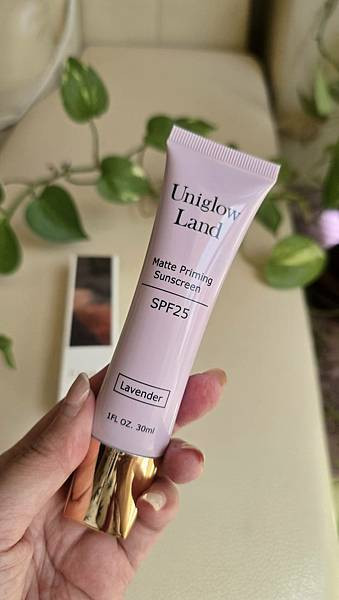 Uniglow
Land
Matte Priming
Sunscreen
SPF25
Lavender
1FL OZ. 30ml